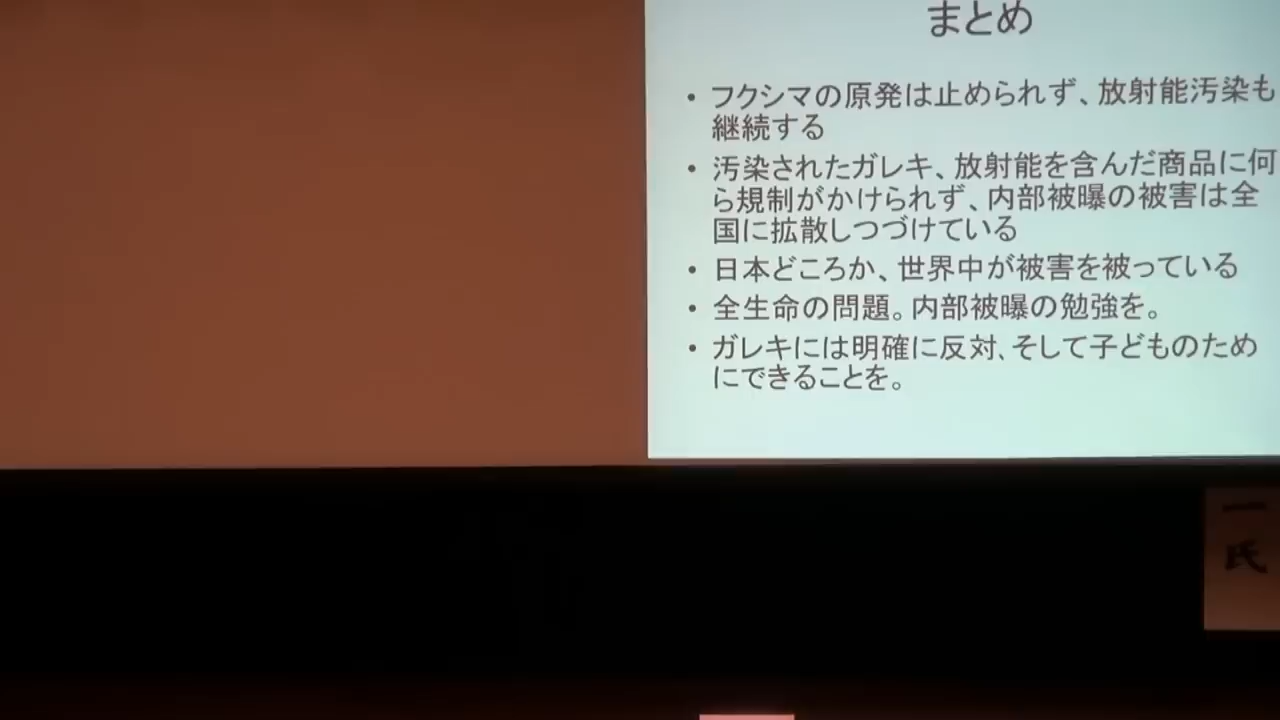 まとめ
• フクシマの原発は止められず、放射能汚染も
継続する
• 汚染されたガレキ、放射能を含んだ商品に何
ら規制がかけられず、内部被曝の被害は全
国に拡散しつづけている
• 日本どころか、世界中が被害を被っている
• 全生命の問題。内部被曝の勉強を。
• ガレキには明確に反対、そして子どものため
にできることを。
一
氏